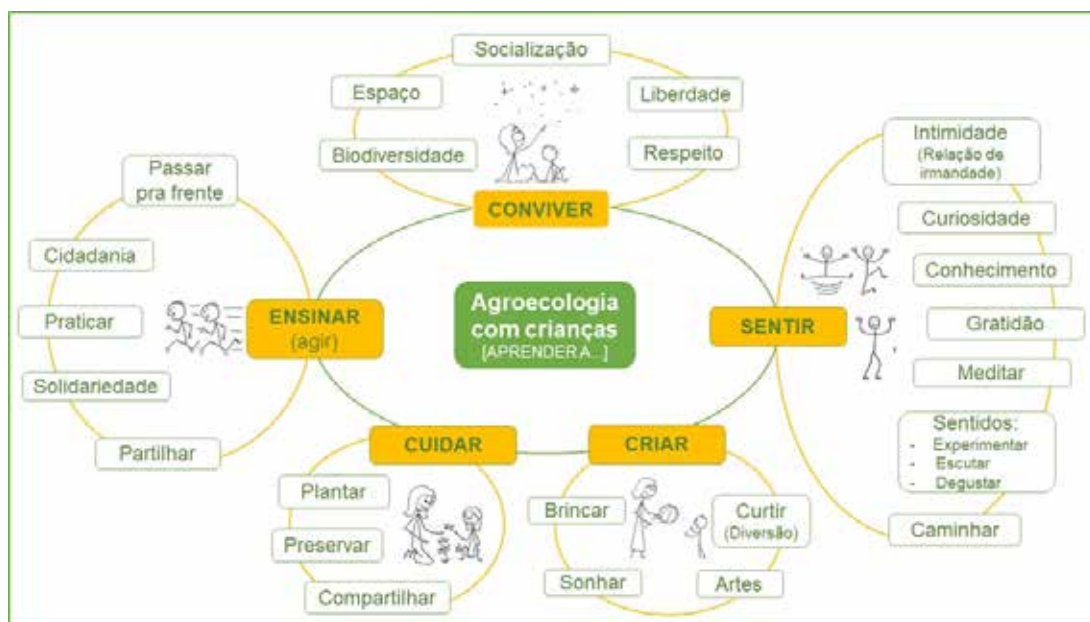 Socialização
Espaço
Liberdade
Biodiversidade
Respeito
CONVIVER
Intimidade
(Relação de
irmandade)
Curiosidade
Conhecimento
Gratidão
Meditar
Sentidos:
- Experimentar
- Escutar
- Degustar
Caminhar
SENTIR
Agroecologia
com crianças
[APRENDER A...]
Passar
pra frente
Cidadania
Praticar
Solidariedade
Partilhar
ENSINAR
(agir)
CUIDAR
Plantar
Preservar
Compartilhar
CRIAR
Brincar
Curtir
(Diversão)
Sonhar
Artes